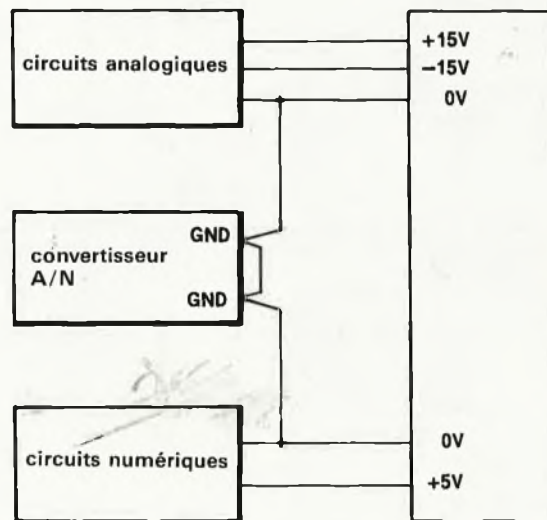 circuits analogiques
+15V
−15V
0V
GND
convertisseur
A/N
GND
circuits numériques
0V
+5V